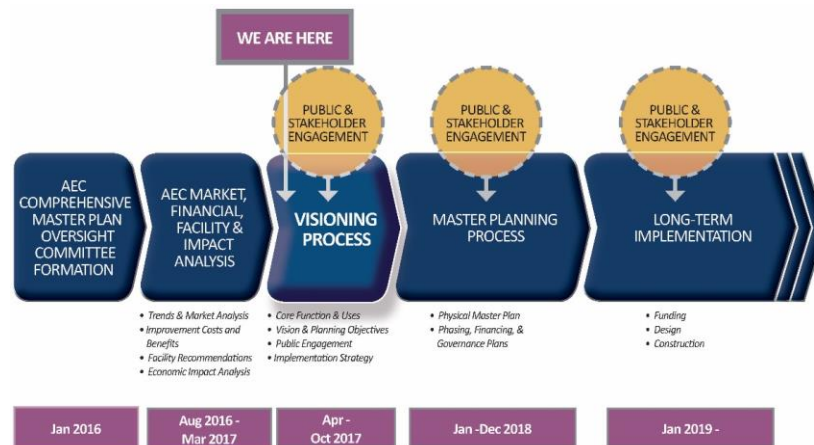 WE ARE HERE
PUBLIC &
STAKEHOLDER
ENGAGEMENT
PUBLIC &
STAKEHOLDER
ENGAGEMENT
PUBLIC &
STAKEHOLDER
ENGAGEMENT
AEC
COMPREHENSIVE
MASTER PLAN
OVERSIGHT
COMMITTEE
FORMATION
AEC MARKET,
FINANCIAL,
FACILITY &
IMPACT
ANALYSIS
VISIONING
PROCESS
MASTER PLANNING
PROCESS
LONG-TERM
IMPLEMENTATION
• Trends & Market Analysis
• Improvement Costs and
Benefits
• Facility Recommendations
• Economic Impact Analysis
• Core Function & Uses
• Vision & Planning Objectives
• Public Engagement
• Implementation Strategy
• Physical Master Plan
• Phasing, Financing, &
Governance Plans
• Funding
• Design
• Construction
Jan 2016
Aug 2016 -
Mar 2017
Apr -
Oct 2017
Jan -Dec 2018
Jan 2019 -